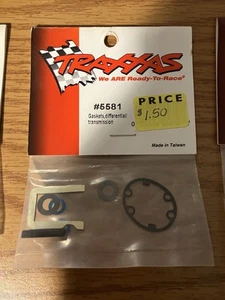 TRAXXAS
We ARE Ready-To-Race®
#5581
PRICE
$1.50
Gaskets, differential/
transmission
Made in Taiwan